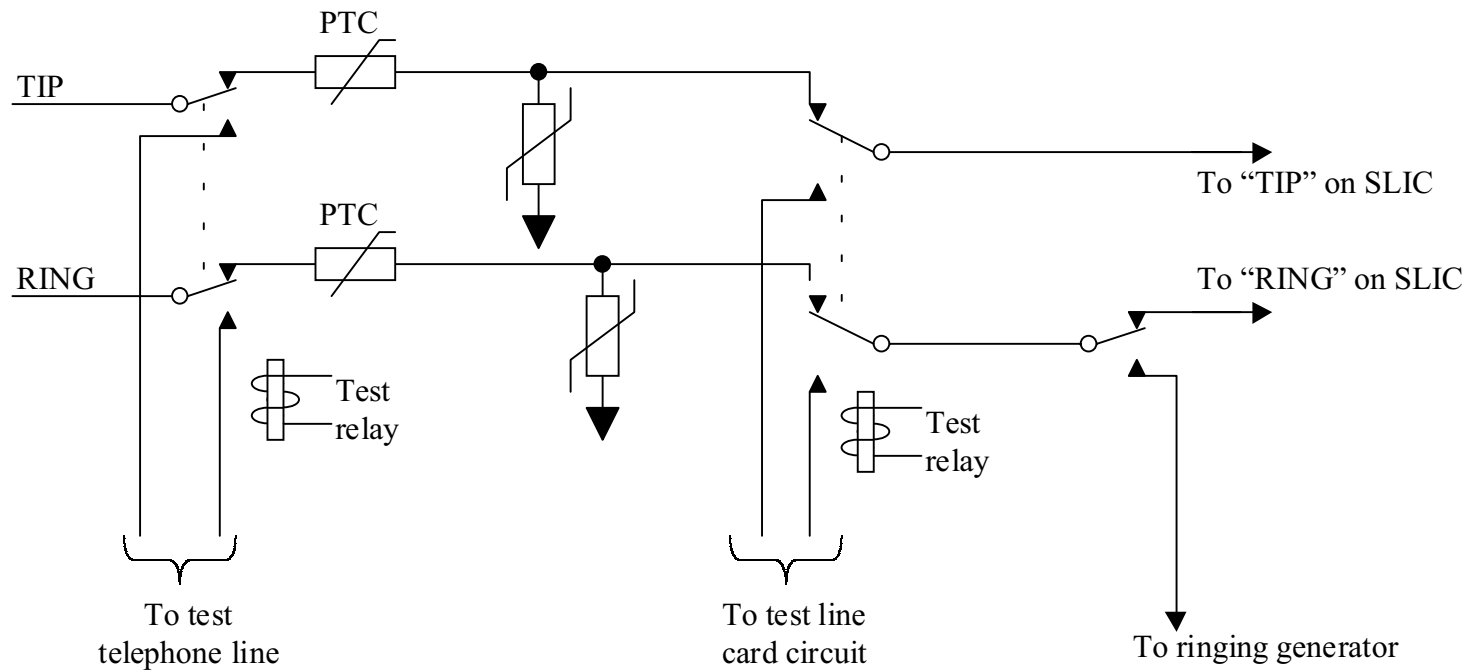 PTC
TIP
To “TIP” on SLIC
PTC
RING
To “RING” on SLIC
Test
relay
Test
relay
To test
telephone line
To test line
card circuit
To ringing generator